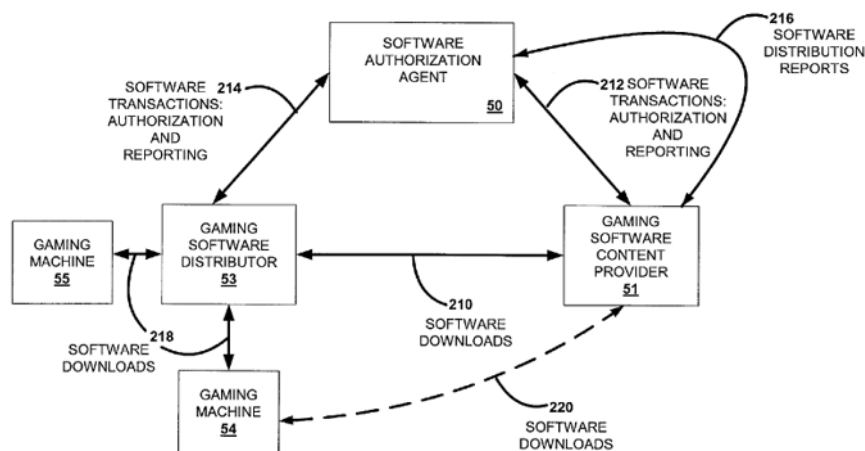 216
SOFTWARE
DISTRIBUTION
REPORTS
SOFTWARE
AUTHORIZATION
AGENT
50
SOFTWARE 214
TRANSACTIONS:
AUTHORIZATION
AND
REPORTING
212 SOFTWARE
TRANSACTIONS:
AUTHORIZATION
AND
REPORTING
GAMING
MACHINE
55
GAMING
SOFTWARE
DISTRIBUTOR
53
GAMING
SOFTWARE
CONTENT
PROVIDER
51
210
SOFTWARE
DOWNLOADS
218
SOFTWARE
DOWNLOADS
GAMING
MACHINE
54
220
SOFTWARE
DOWNLOADS